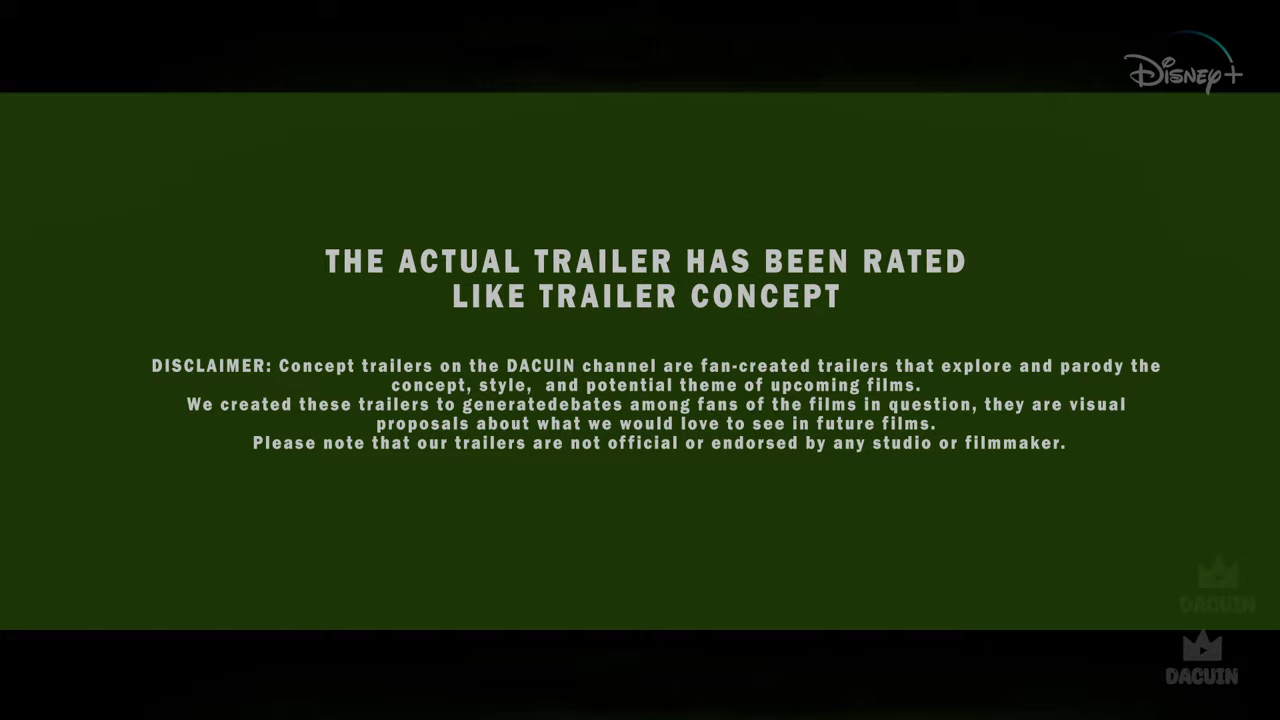 Disney+
THE ACTUAL TRAILER HAS BEEN RATED
LIKE TRAILER CONCEPT
DISCLAIMER: Concept trailers on the DACUIN channel are fan-created trailers that explore and parody the
concept, style, and potential theme of upcoming films.
We created these trailers to generatedebates among fans of the films in question, they are visual
proposals about what we would love to see in future films.
Please note that our trailers are not official or endorsed by any studio or filmmaker.
DACUIN
DACUIN